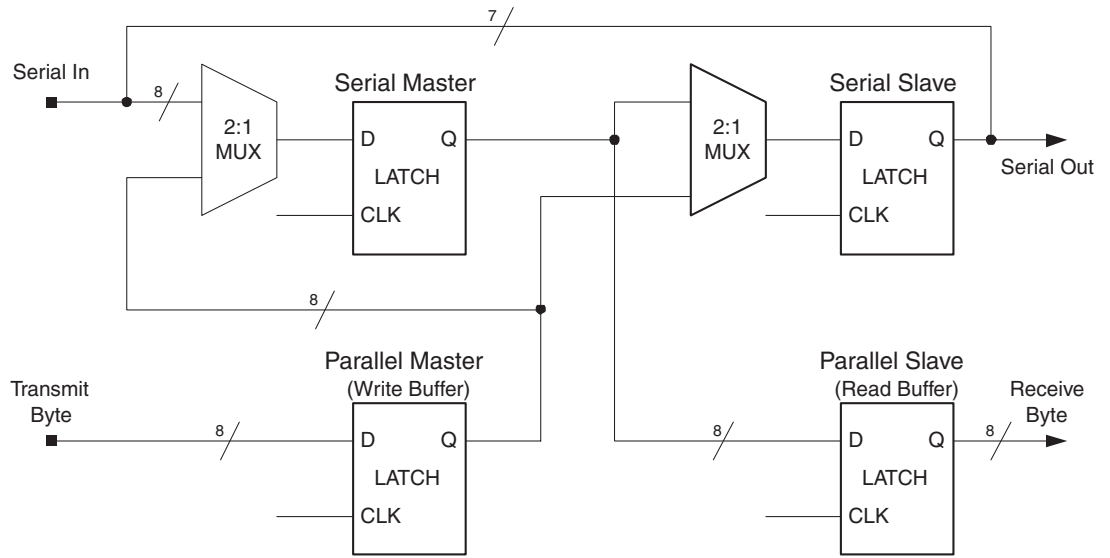 7
Serial In
8
2:1
MUX
Serial Master
D
Q
LATCH
CLK
2:1
MUX
Serial Slave
D
Q
LATCH
CLK
Serial Out
8
Transmit
Byte
8
Parallel Master
(Write Buffer)
D
Q
LATCH
CLK
8
Parallel Slave
(Read Buffer)
D
Q
LATCH
CLK
8
Receive
Byte